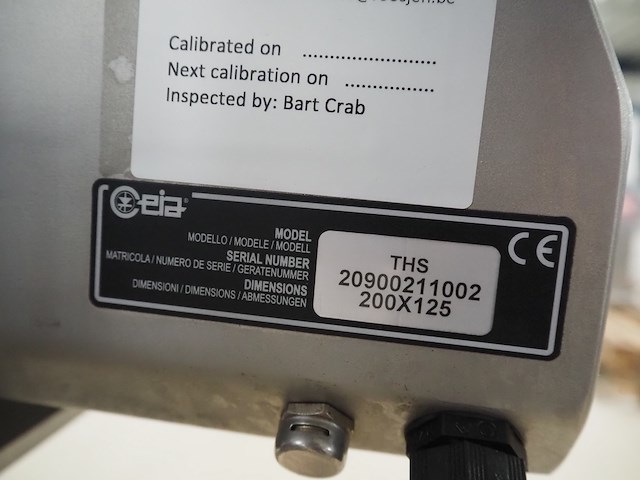 Calibrated on ........................
Next calibration on ................
Inspected by: Bart Crab
ceia®
MODEL
MODELLO / MODELE / MODELL
SERIAL NUMBER
MATRICOLA / NUMERO DE SERIE / GERATENUMMER
DIMENSIONS
DIMENSIONI / DIMENSIONS / ABMESSUNGEN
THS
20900211002
200X125
CE